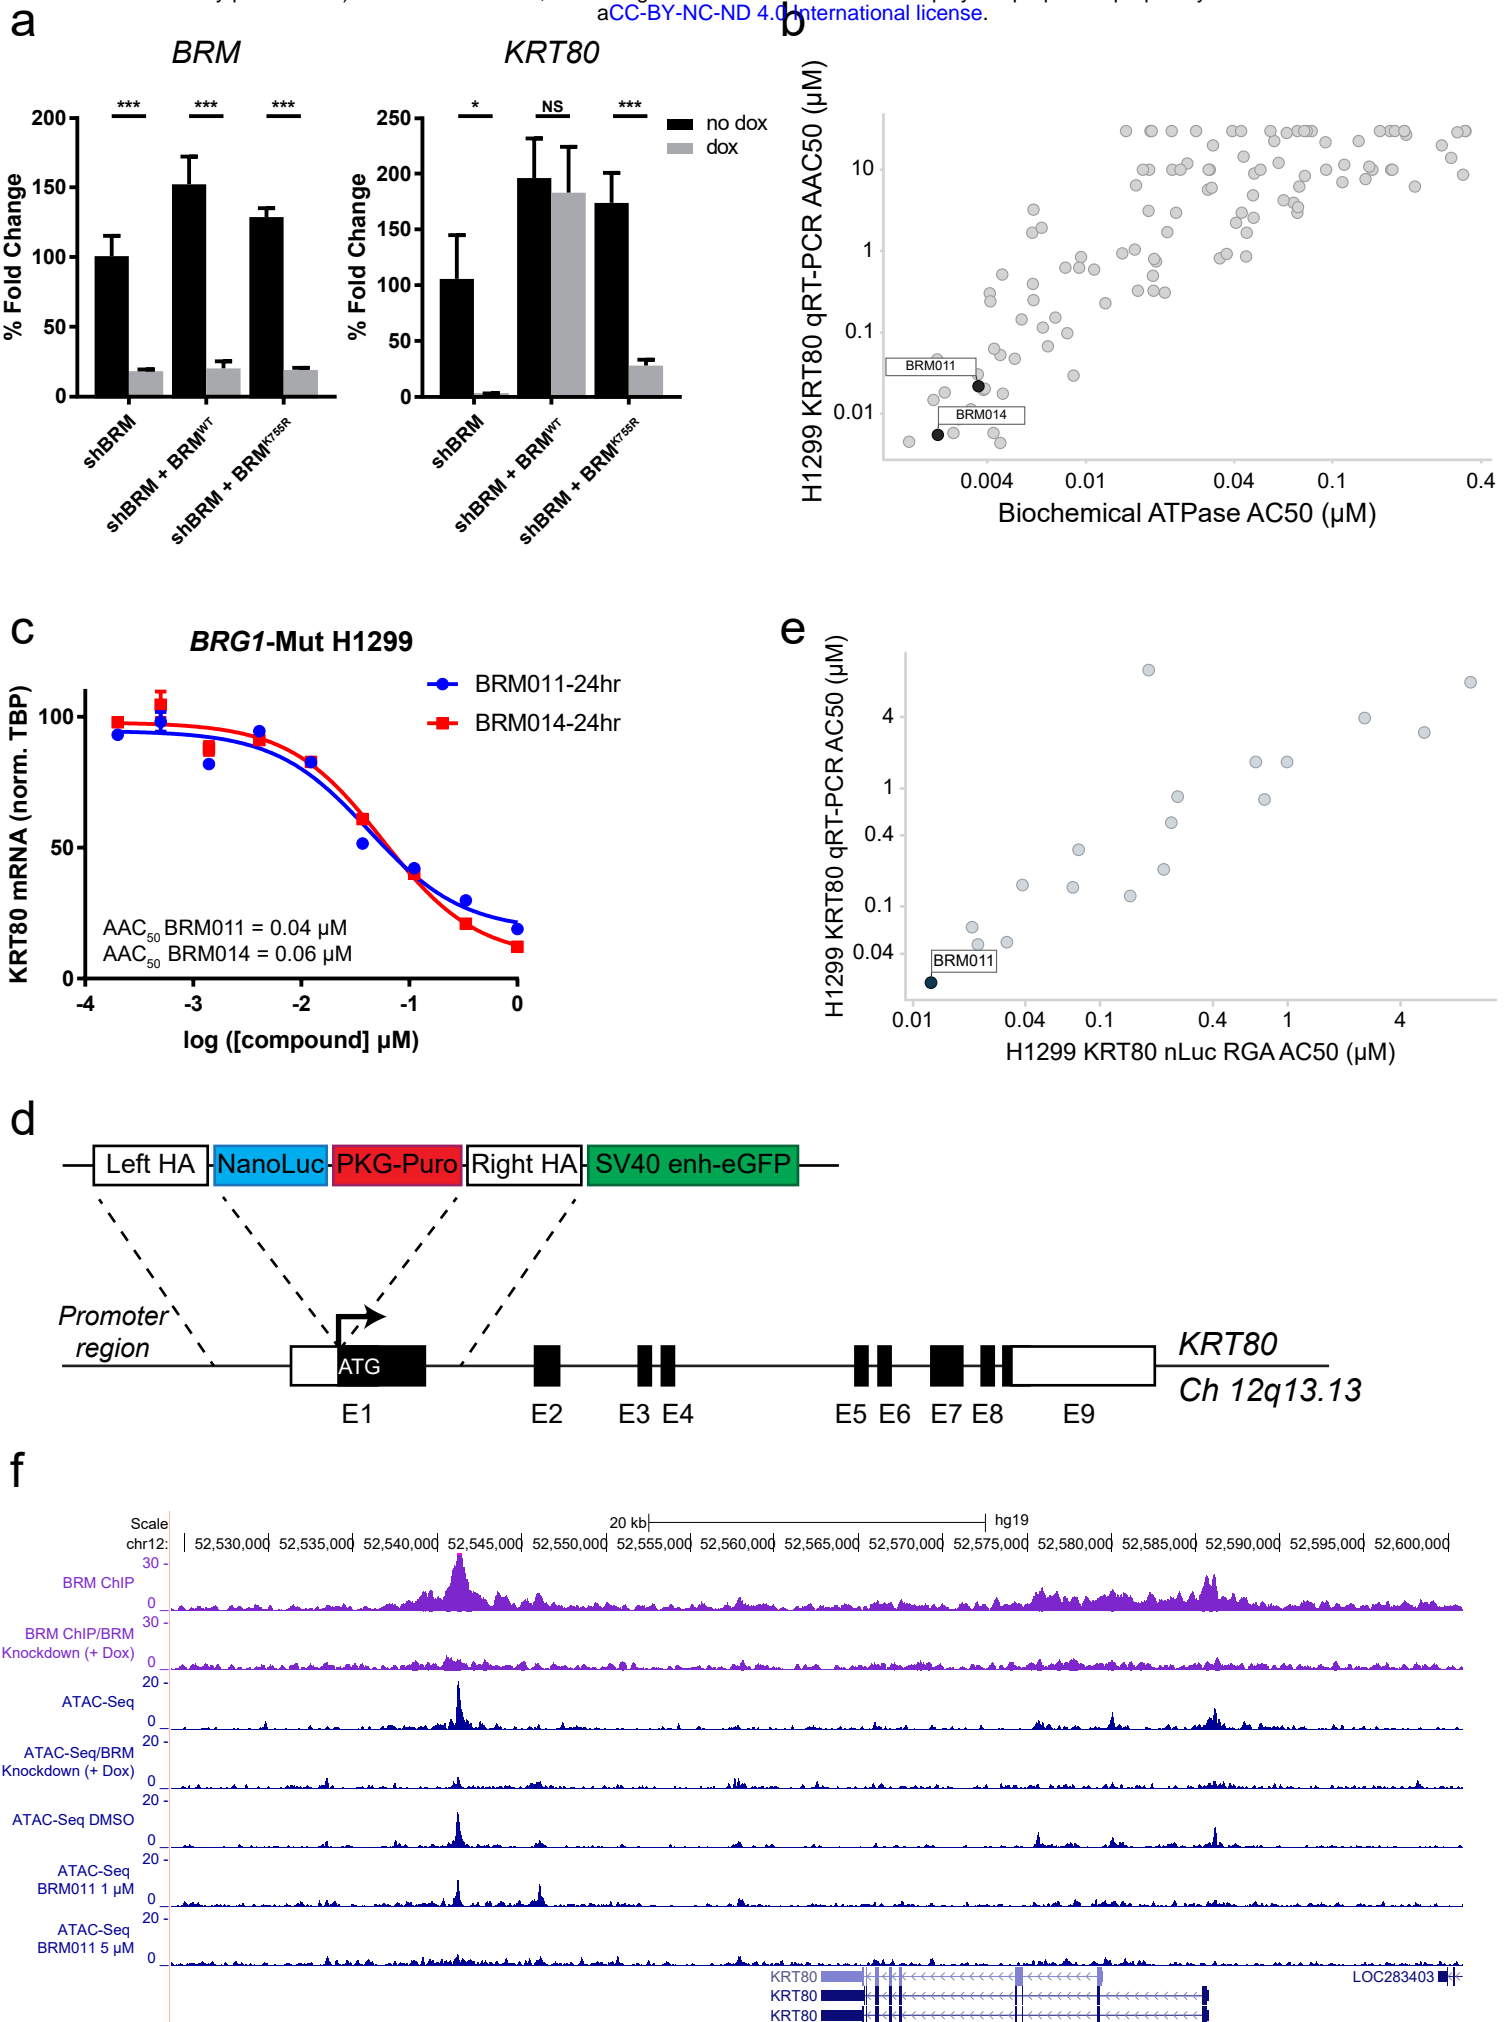 aCC-BY-NC-ND 4.0 International license.
a
BRM
KRT80
% Fold Change
200
150
100
50
0
***
***
***
shBRM
shBRM + BRMWT
shBRM + BRMK755R
% Fold Change
250
200
150
100
50
0
*
NS
***
shBRM
shBRM + BRMWT
shBRM + BRMK755R
no dox
dox
b
H1299 KRT80 qRT-PCR AAC50 (µM)
10
1
0.1
0.01
BRM011
BRM014
0.004
0.01
0.04
0.1
0.4
Biochemical ATPase AC50 (µM)
c
BRG1-Mut H1299
BRM011-24hr
BRM014-24hr
KRT80 mRNA (norm. TBP)
100
50
0
AAC50 BRM011 = 0.04 µM
AAC50 BRM014 = 0.06 µM
-4
-3
-2
-1
0
log ([compound] µM)
e
H1299 KRT80 qRT-PCR AC50 (µM)
4
1
0.4
0.1
0.04
BRM011
0.01
0.04
0.1
0.4
1
4
H1299 KRT80 nLuc RGA AC50 (µM)
d
Left HA
NanoLuc
PKG-Puro
Right HA
SV40 enh-eGFP
Promoter
region
ATG
E1
E2
E3
E4
E5
E6
E7
E8
E9
KRT80
Ch 12q13.13
f
Scale
20 kb
hg19
chr12:
52,530,000
52,535,000
52,540,000
52,545,000
52,550,000
52,555,000
52,560,000
52,565,000
52,570,000
52,575,000
52,580,000
52,585,000
52,590,000
52,595,000
52,600,000
30
BRM ChIP
0
30
BRM ChIP/BRM
Knockdown (+ Dox)
0
20
ATAC-Seq
0
20
ATAC-Seq/BRM
Knockdown (+ Dox)
0
20
ATAC-Seq DMSO
0
20
ATAC-Seq
BRM011 1 µM
0
20
ATAC-Seq
BRM011 5 µM
0
KRT80
LOC283403
KRT80
KRT80